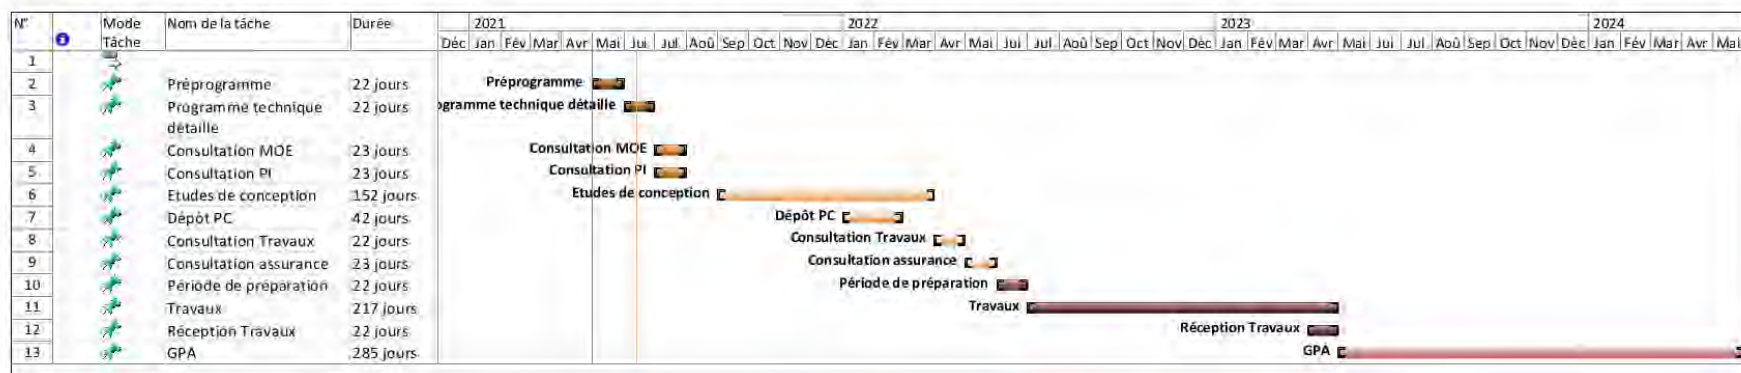 N° Mode Nom de la tâche Durée 2021 2022 2023 2024
Tâche Déc Jan Fév Mar Avr Mai Jui Jul Aoû Sep Oct Nov Déc Jan Fév Mar Avr Mai Jui Jul Aoû Sep Oct Nov Déc Jan Fév Mar Avr Mai Jui Jul Aoû Sep Oct Nov Déc Jan Fév Mar Avr Mai
1
2 Préprogramme 22 jours Préprogramme
3 Programme technique 22 jours ogramme technique détaille
détaille
4 Consultation MOE 23 jours Consultation MOE
5 Consultation PI 23 jours Consultation PI
6 Etudes de conception 152 jours Etudes de conception
7 Dépôt PC 42 jours Dépôt PC
8 Consultation Travaux 22 jours Consultation Travaux
9 Consultation assurance 23 jours Consultation assurance
10 Période de préparation 22 jours Période de préparation
11 Travaux 217 jours Travaux
12 Réception Travaux 22 jours Réception Travaux
13 GPA 285 jours GPA